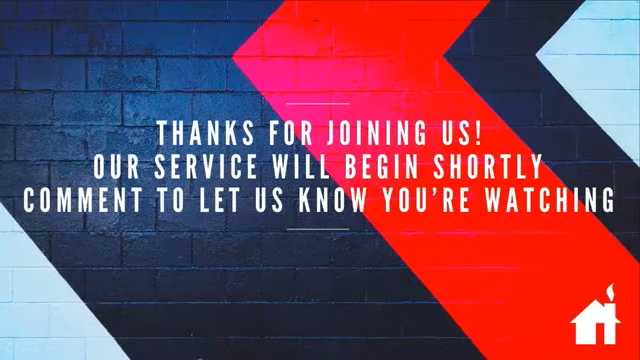 THANKS FOR JOINING US!
OUR SERVICE WILL BEGIN SHORTLY
COMMENT TO LET US KNOW YOU'RE WATCHING